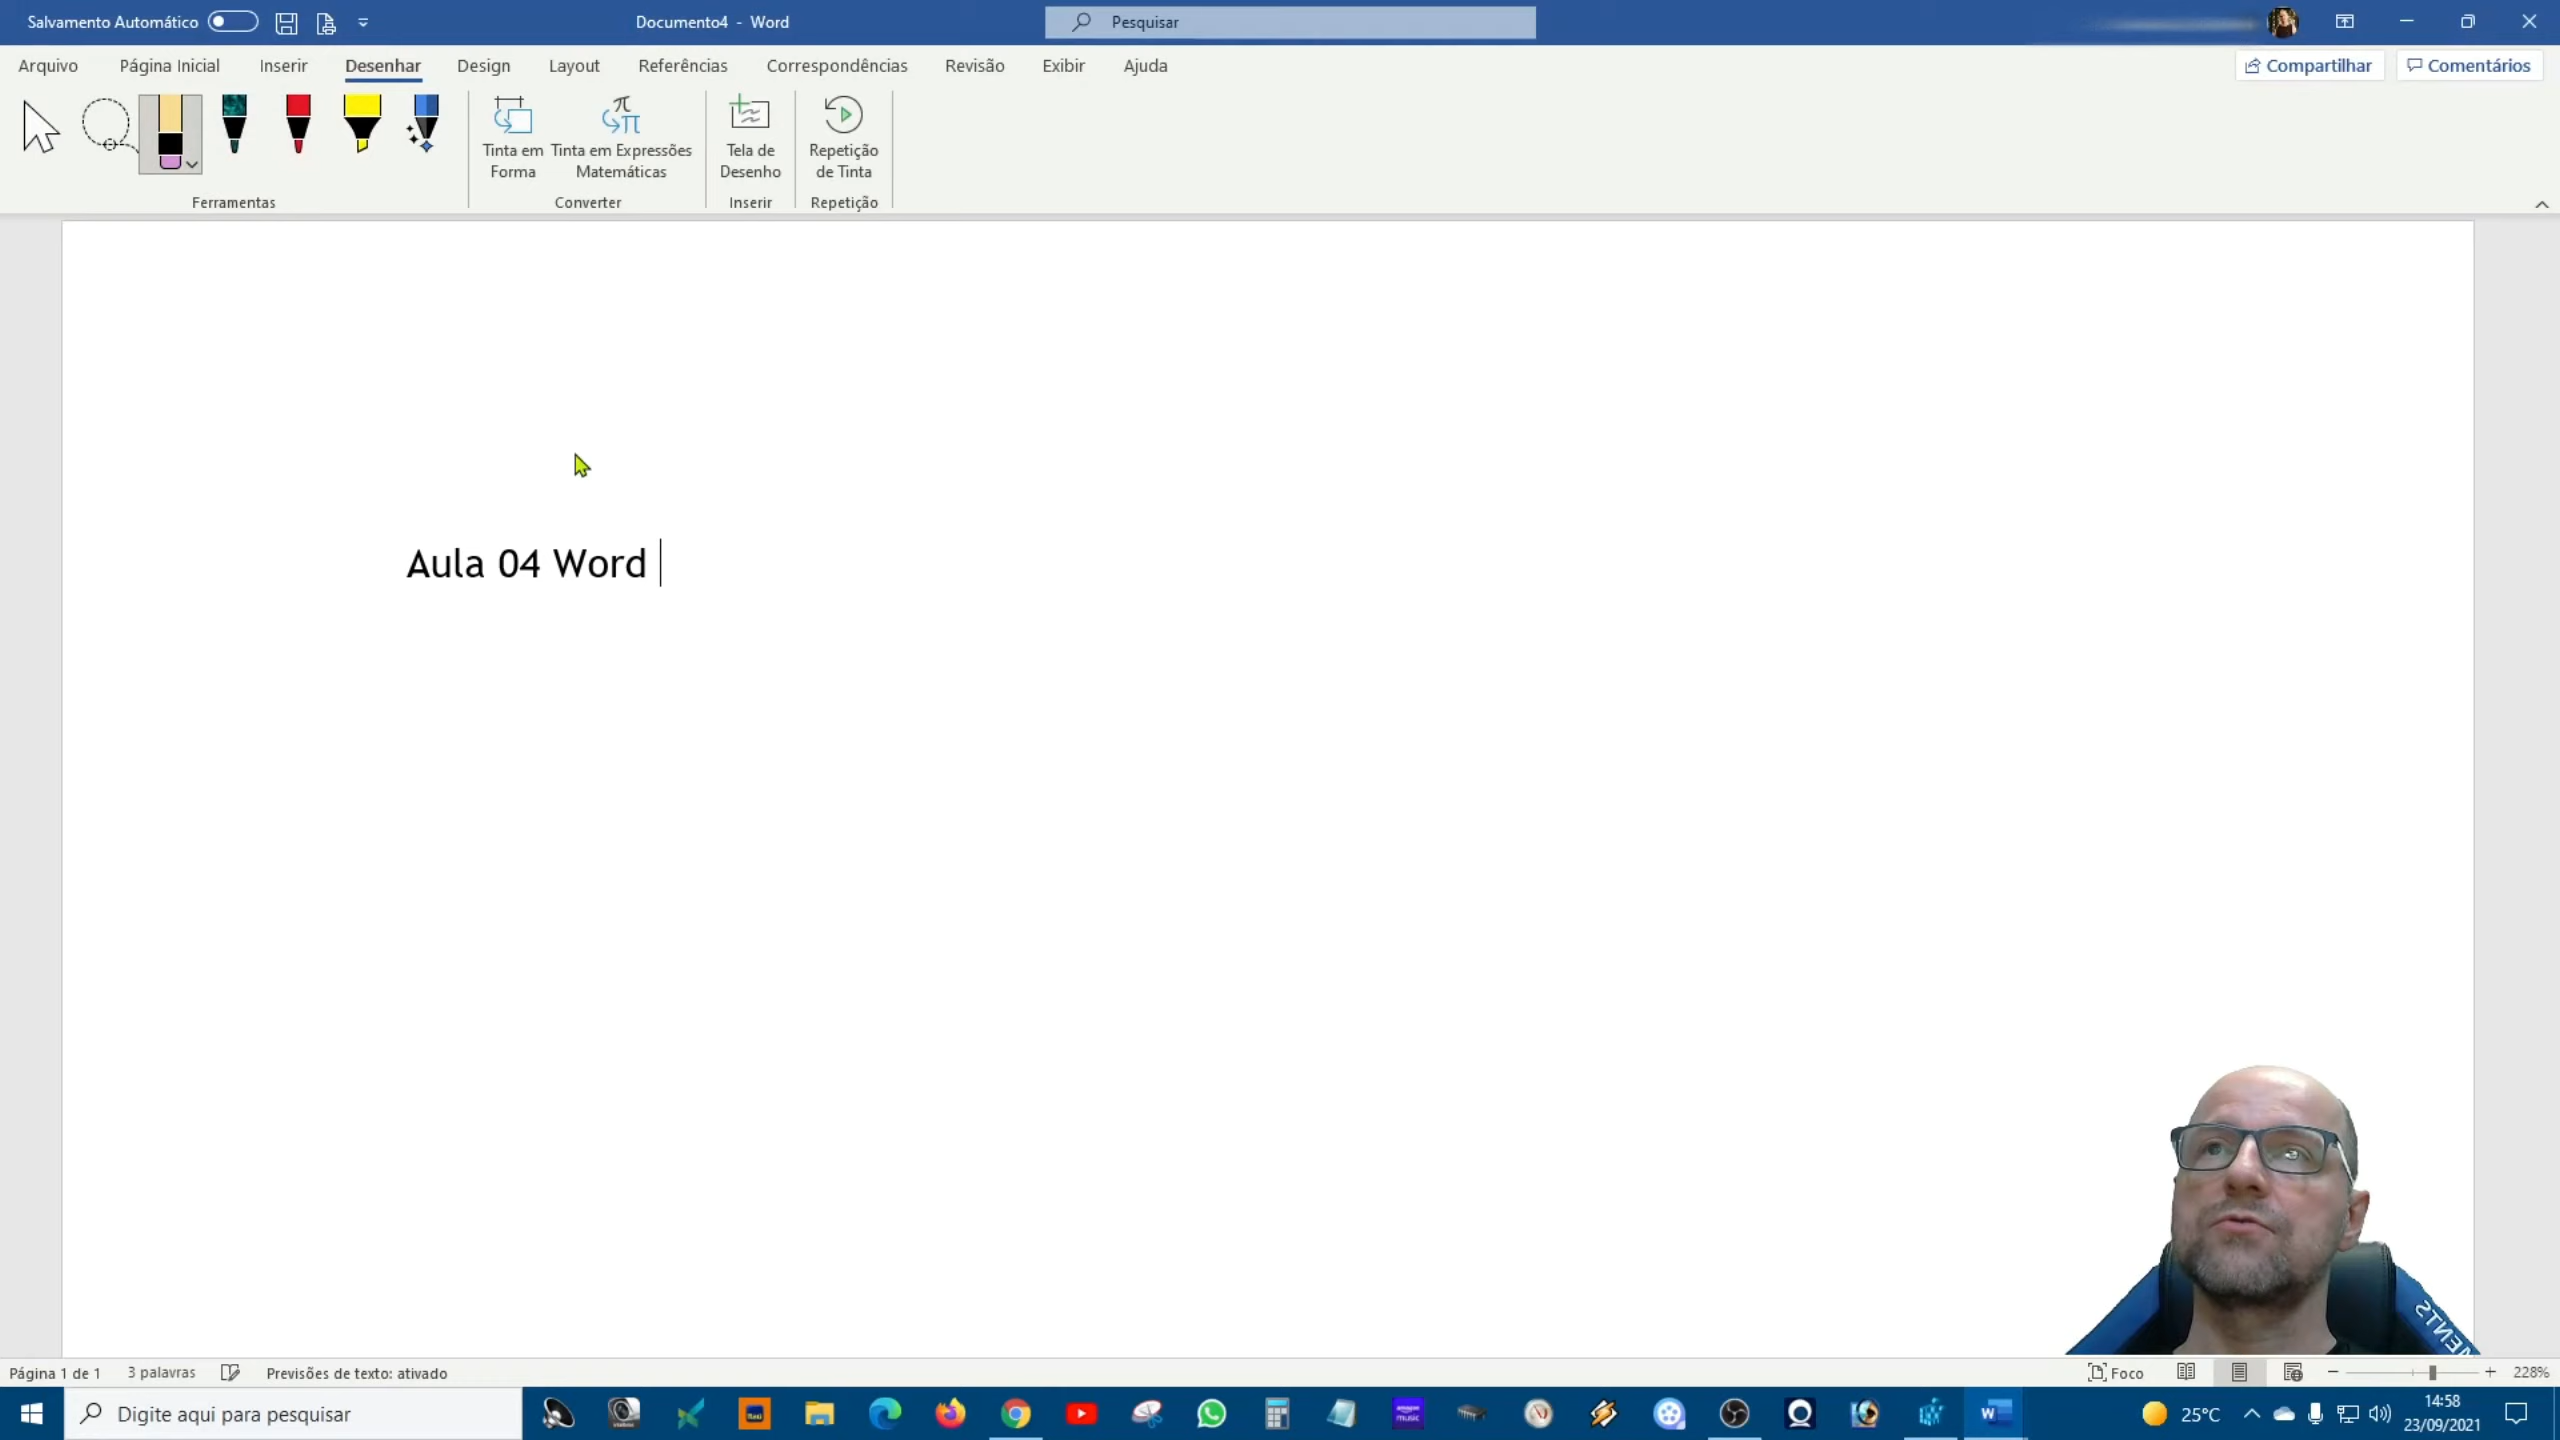 Salvamento Automático
Documento4 - Word
Pesquisar
Arquivo Página Inicial Inserir Desenhar Design Layout Referências Correspondências Revisão Exibir Ajuda
Compartilhar Comentários
Tinta em Forma
Tinta em Expressões Matemáticas
Tela de Desenho
Repetição de Tinta
Ferramentas Converter Inserir Repetição
Aula 04 Word
Página 1 de 1 3 palavras Previsões de texto: ativado
Foco 228%
Digite aqui para pesquisar
25°C
14:58
23/09/2021